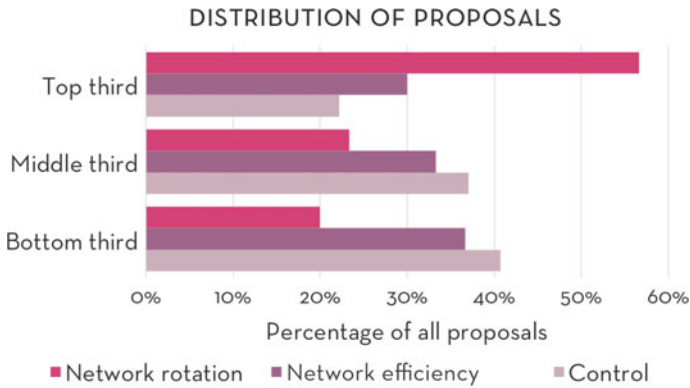 DISTRIBUTION OF PROPOSALS
Top third
Middle third
Bottom third
0% 10% 20% 30% 40% 50% 60%
Percentage of all proposals
Network rotation Network efficiency Control